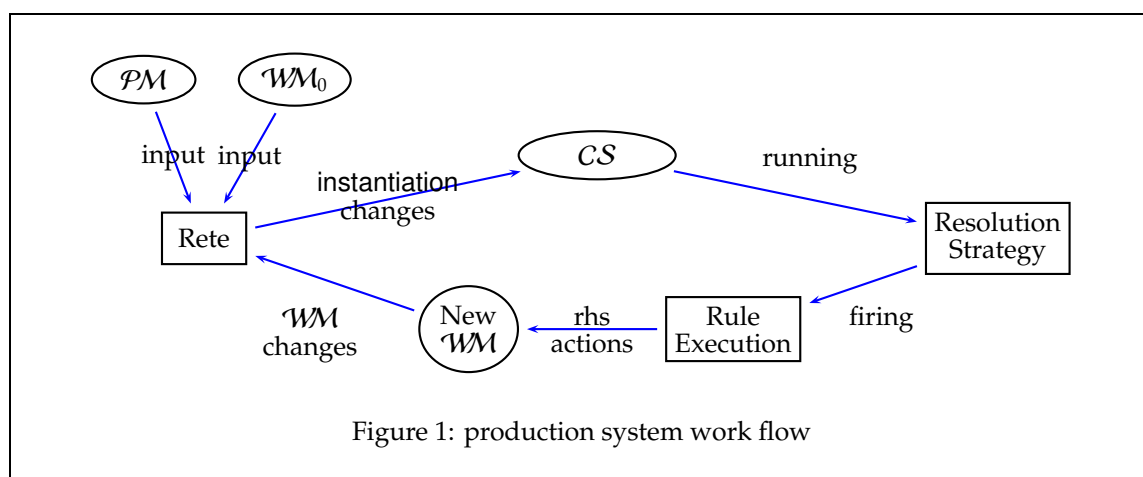 𝒫ℳ
𝒲ℳ₀
input
input
𝒞𝒮
running
instantiation
changes
Rete
Resolution
Strategy
𝒲ℳ
changes
New
𝒲ℳ
rhs
actions
Rule
Execution
firing
Figure 1: production system work flow